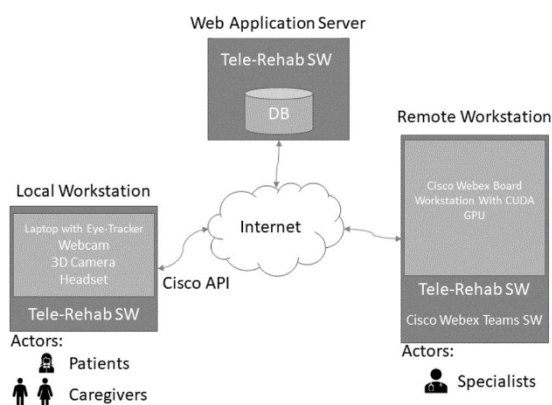 Web Application Server
Tele-Rehab SW
DB
Remote Workstation
Cisco Webex Board
Workstation With CUDA
GPU
Tele-Rehab SW
Cisco Webex Teams SW
Actors:
Specialists
Internet
Local Workstation
Laptop with Eye-Tracker
Webcam
3D Camera
Headset
Tele-Rehab SW
Cisco API
Actors:
Patients
Caregivers